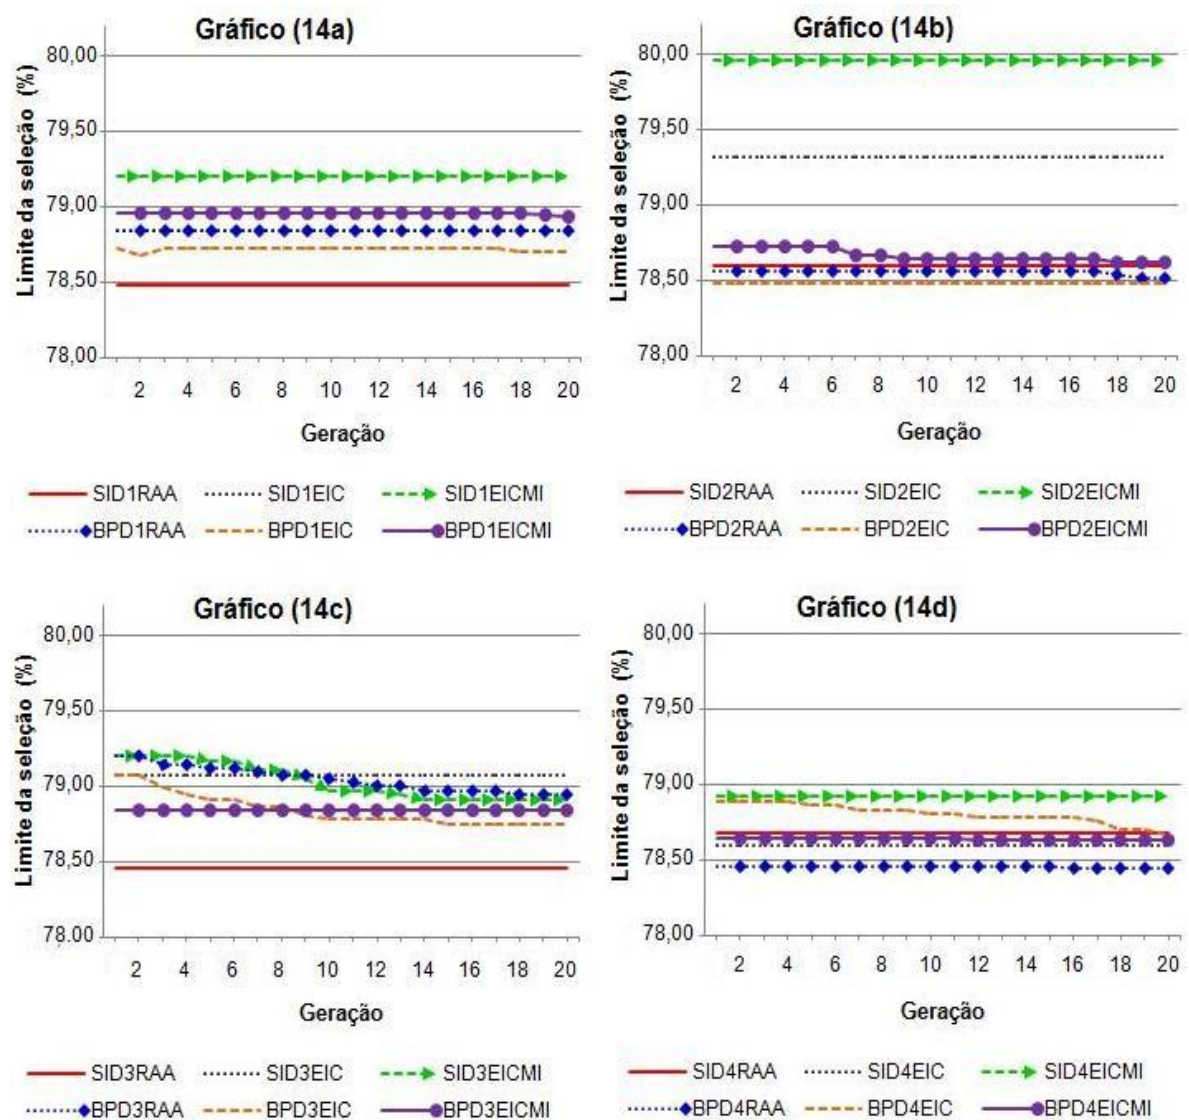 Gráfico (14a)
Limite da seleção (%)
80,00
79,50
79,00
78,50
78,00
2 4 6 8 10 12 14 16 18 20
Geração
SID1RAA SID1EIC SID1EICMI
BPD1RAA BPD1EIC BPD1EICMI
Gráfico (14b)
Limite da seleção (%)
80,00
79,50
79,00
78,50
78,00
2 4 6 8 10 12 14 16 18 20
Geração
SID2RAA SID2EIC SID2EICMI
BPD2RAA BPD2EIC BPD2EICMI
Gráfico (14c)
Limite da seleção (%)
80,00
79,50
79,00
78,50
78.00
2 4 6 8 10 12 14 16 18 20
Geração
SID3RAA SID3EIC SID3EICMI
BPD3RAA BPD3EIC BPD3EICMI
Gráfico (14d)
Limite da seleção (%)
80,00
79,50
79,00
78,50
78,00
2 4 6 8 10 12 14 16 18 20
Geração
SID4RAA SID4EIC SID4EICMI
BPD4RAA BPD4EIC BPD4EICMI